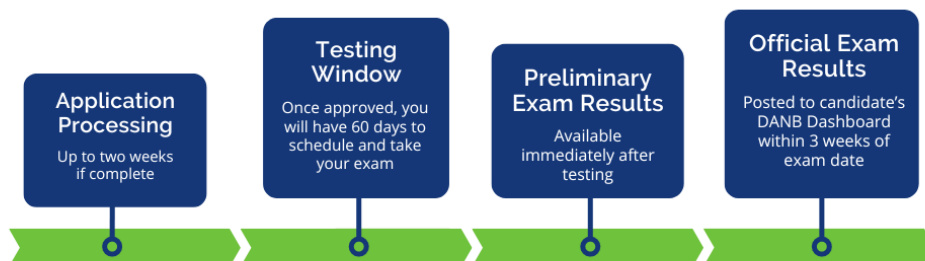 Application
Processing
Up to two weeks
if complete
Testing
Window
Once approved, you
will have 60 days to
schedule and take
your exam
Preliminary
Exam Results
Available
immediately after
testing
Official Exam
Results
Posted to candidate's
DANB Dashboard
within 3 weeks of
exam date